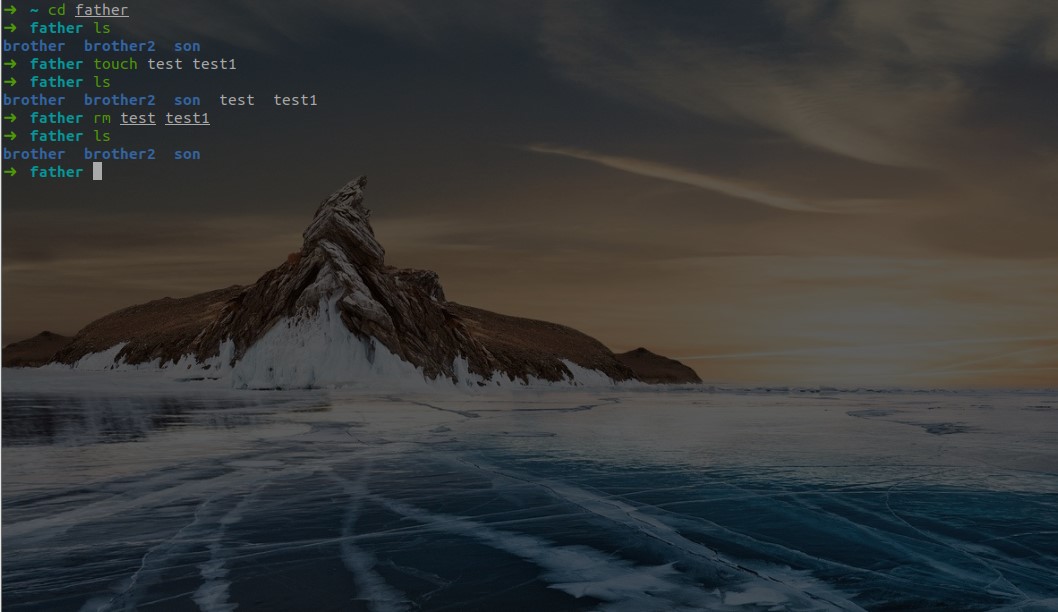 ➜ ~ cd father
➜ father ls
brother brother2 son
➜ father touch test test1
➜ father ls
brother brother2 son test test1
➜ father rm test test1
➜ father ls
brother brother2 son
➜ father